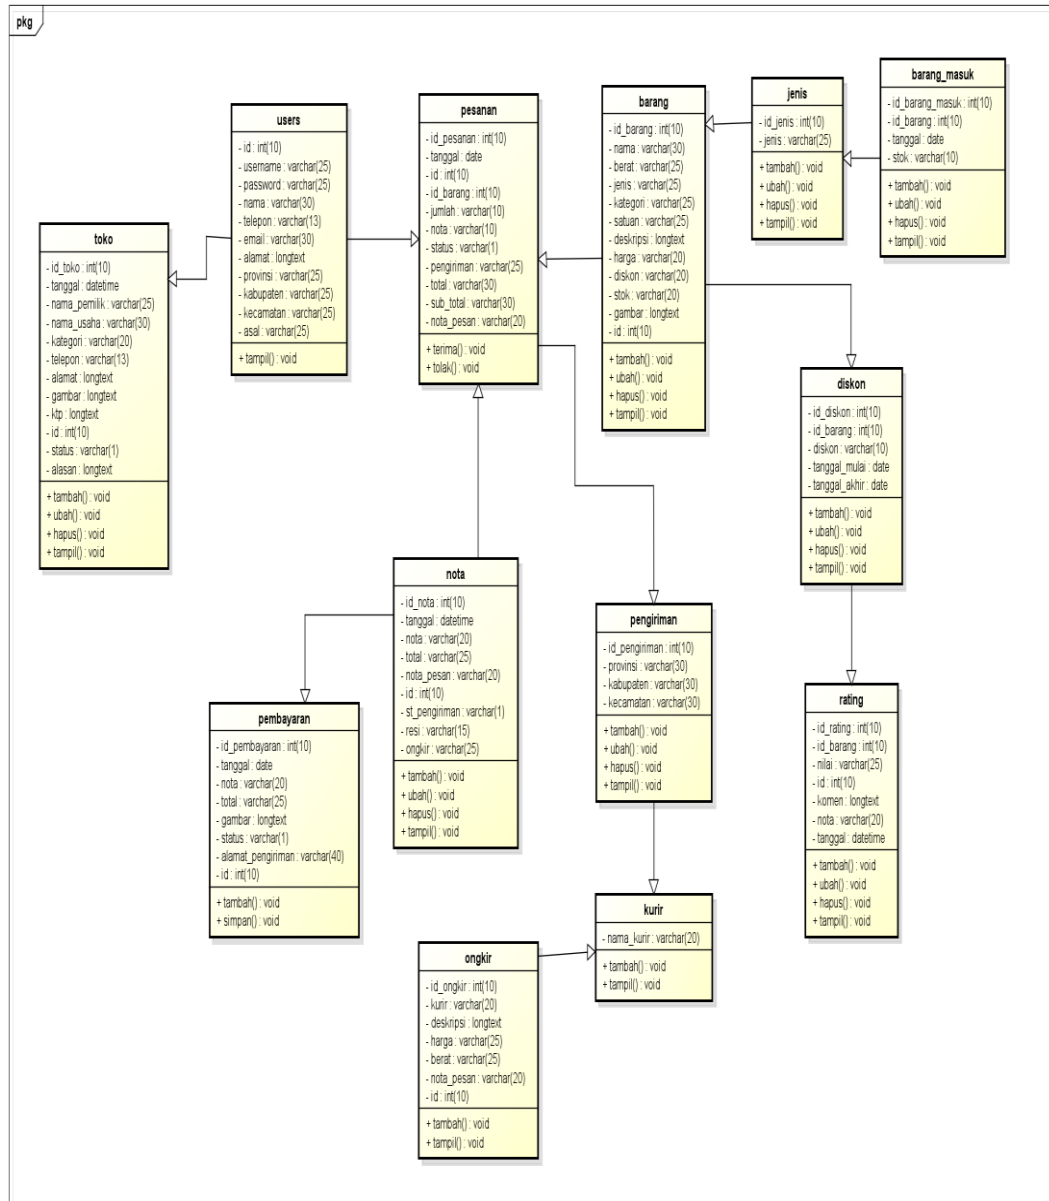 pkg
toko
- id_toko : int(10)
- tanggal : datetime
- nama_pemilik : varchar(25)
- nama_usaha : varchar(30)
- kategori : varchar(20)
- telepon : varchar(13)
- alamat : longtext
- gambar : longtext
- ktp : longtext
- id : int(10)
- status : varchar(1)
- alasan : longtext
+ tambah() : void
+ ubah() : void
+ hapus() : void
+ tampil() : void
users
- id : int(10)
- username : varchar(25)
- password : varchar(25)
- nama : varchar(30)
- telepon : varchar(13)
- email : varchar(30)
- alamat : longtext
- provinsi : varchar(25)
- kabupaten : varchar(25)
- kecamatan : varchar(25)
- asal : varchar(25)
+ tampil() : void
pesanan
- id_pesanan : int(10)
- tanggal : date
- id : int(10)
- id_barang : int(10)
- jumlah : varchar(10)
- nota : varchar(10)
- status : varchar(1)
- pengiriman : varchar(25)
- total : varchar(30)
- sub_total : varchar(30)
- nota_pesan : varchar(20)
+ terima() : void
+ tolak() : void
barang
- id_barang : int(10)
- nama : varchar(30)
- berat : varchar(25)
- jenis : varchar(25)
- kategori : varchar(25)
- satuan : varchar(25)
- deskripsi : longtext
- harga : varchar(20)
- diskon : varchar(20)
- stok : varchar(20)
- gambar : longtext
- id : int(10)
+ tambah() : void
+ ubah() : void
+ hapus() : void
+ tampil() : void
jenis
- id_jenis : int(10)
- jenis : varchar(25)
+ tambah() : void
+ ubah() : void
+ hapus() : void
+ tampil() : void
barang_masuk
- id_barang_masuk : int(10)
- id_barang : int(10)
- tanggal : date
- stok : varchar(10)
+ tambah() : void
+ ubah() : void
+ hapus() : void
+ tampil() : void
diskon
- id_diskon : int(10)
- id_barang : int(10)
- diskon : varchar(10)
- tanggal_mulai : date
- tanggal_akhir : date
+ tambah() : void
+ ubah() : void
+ hapus() : void
+ tampil() : void
nota
- id_nota : int(10)
- tanggal : datetime
- nota : varchar(20)
- total : varchar(25)
- nota_pesan : varchar(20)
- id : int(10)
- st_pengiriman : varchar(1)
- resi : varchar(15)
- ongkir : varchar(25)
+ tambah() : void
+ ubah() : void
+ hapus() : void
+ tampil() : void
pengiriman
- id_pengiriman : int(10)
- provinsi : varchar(30)
- kabupaten : varchar(30)
- kecamatan : varchar(30)
+ tambah() : void
+ ubah() : void
+ hapus() : void
+ tampil() : void
rating
- id_rating : int(10)
- id_barang : int(10)
- nilai : varchar(25)
- id : int(10)
- komen : longtext
- nota : varchar(20)
- tanggal : datetime
+ tambah() : void
+ ubah() : void
+ hapus() : void
+ tampil() : void
pembayaran
- id_pembayaran : int(10)
- tanggal : date
- nota : varchar(20)
- total : varchar(25)
- gambar : longtext
- status : varchar(1)
- alamat_pengiriman : varchar(40)
- id : int(10)
+ tambah() : void
+ simpan() : void
kurir
- nama_kurir : varchar(20)
+ tambah() : void
+ tampil() : void
ongkir
- id_ongkir : int(10)
- kurir : varchar(20)
- deskripsi : longtext
- harga : varchar(25)
- berat : varchar(25)
- nota_pesan : varchar(20)
- id : int(10)
+ tambah() : void
+ tampil() : void